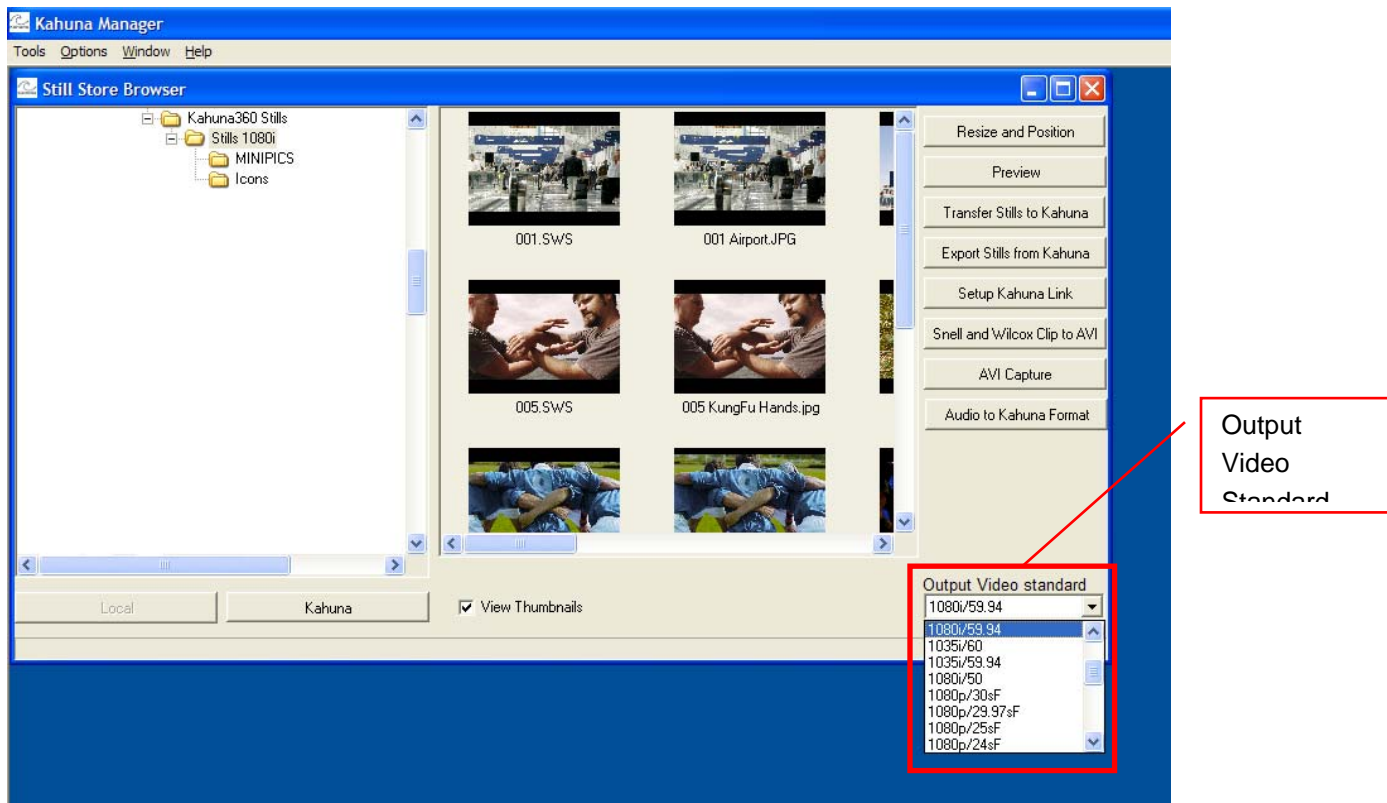 Kahuna Manager
Tools Options Window Help
Still Store Browser
Kahuna360 Stills
Stills 1080i
MINIPICS
Icons
001.SWS
001 Airport.JPG
005.SWS
005 KungFu Hands.jpg
Resize and Position
Preview
Transfer Stills to Kahuna
Export Stills from Kahuna
Setup Kahuna Link
Snell and Wilcox Clip to AVI
AVI Capture
Audio to Kahuna Format
Local
Kahuna
View Thumbnails
Output Video standard
1080i/59.94
1080i/59.94
1035i/60
1035i/59.94
1080i/50
1080p/30sF
1080p/29.97sF
1080p/25sF
1080p/24sF
Output
Video
Standard